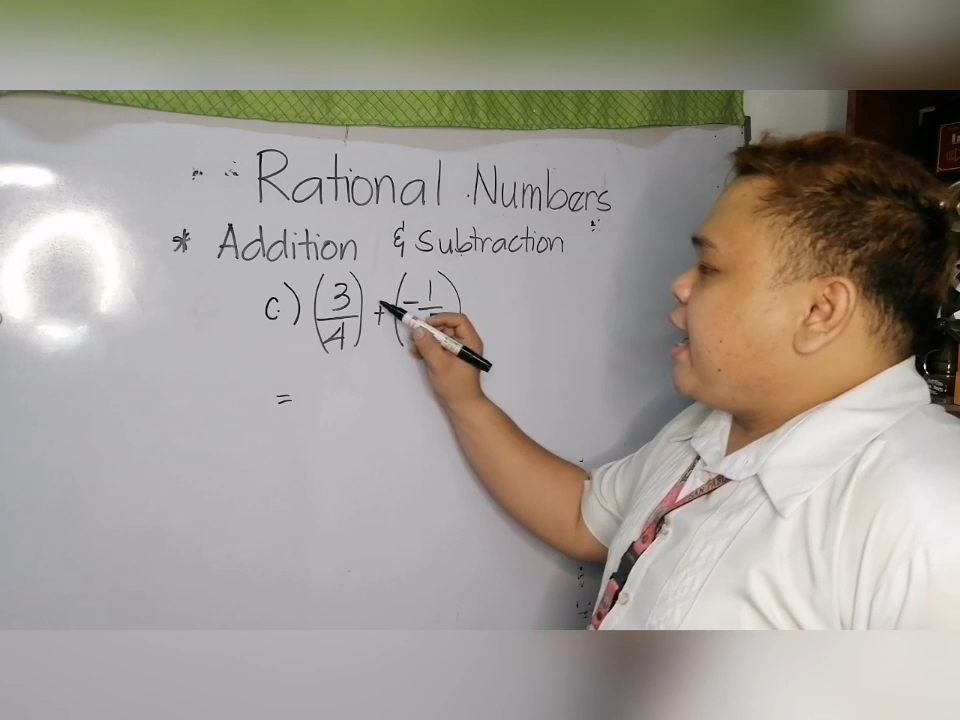 Rational Numbers
* Addition & Subtraction
c) (3/4) + (-1/
=